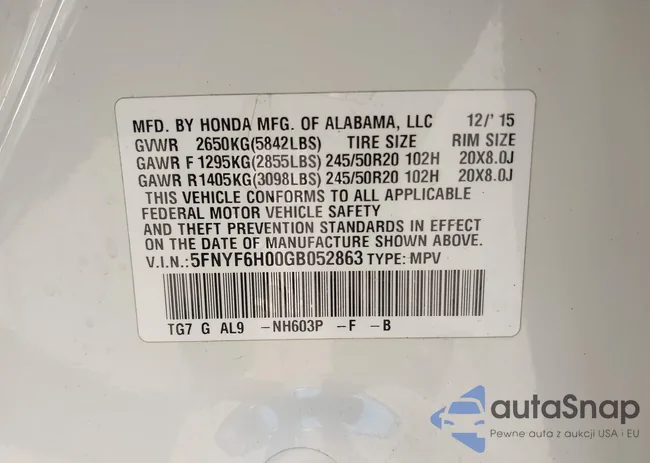 MFD. BY HONDA MFG. OF ALABAMA, LLC 12/'15
GVWR 2650KG(5842LBS) TIRE SIZE RIM SIZE
GAWR F 1295KG(2855LBS) 245/50R20 102H 20X8.0J
GAWR R 1405KG(3098LBS) 245/50R20 102H 20X8.0J
THIS VEHICLE CONFORMS TO ALL APPLICABLE
FEDERAL MOTOR VEHICLE SAFETY
AND THEFT PREVENTION STANDARDS IN EFFECT
ON THE DATE OF MANUFACTURE SHOWN ABOVE.
V.I.N.: 5FNYF6H00GB052863 TYPE: MPV
TG7 G AL9 -NH603P -F -B
autoSnap
Pewne auta z aukcji USA i EU